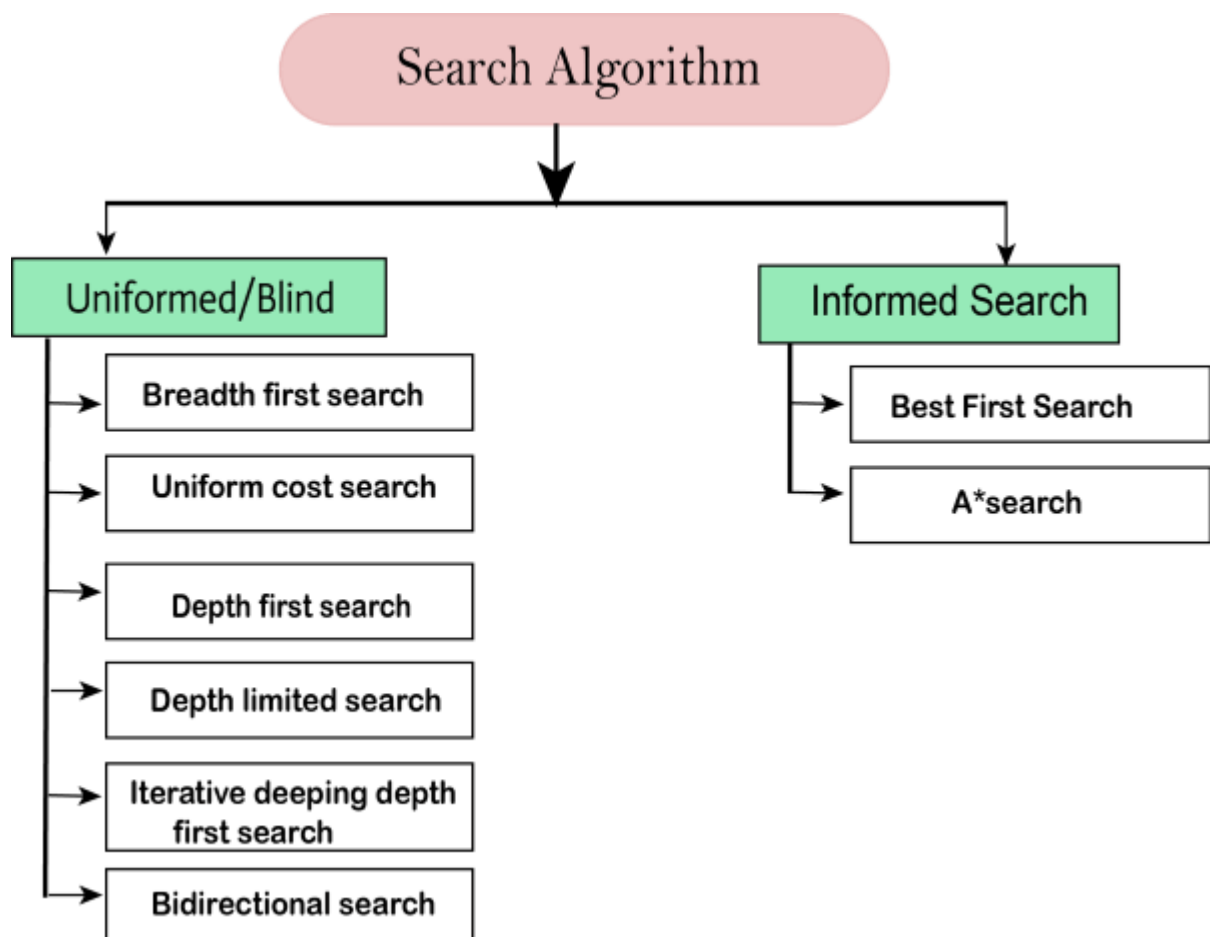 Search Algorithm
Uniformed/Blind
Breadth first search
Uniform cost search
Depth first search
Depth limited search
Iterative deeping depth
first search
Bidirectional search
Informed Search
Best First Search
A*search